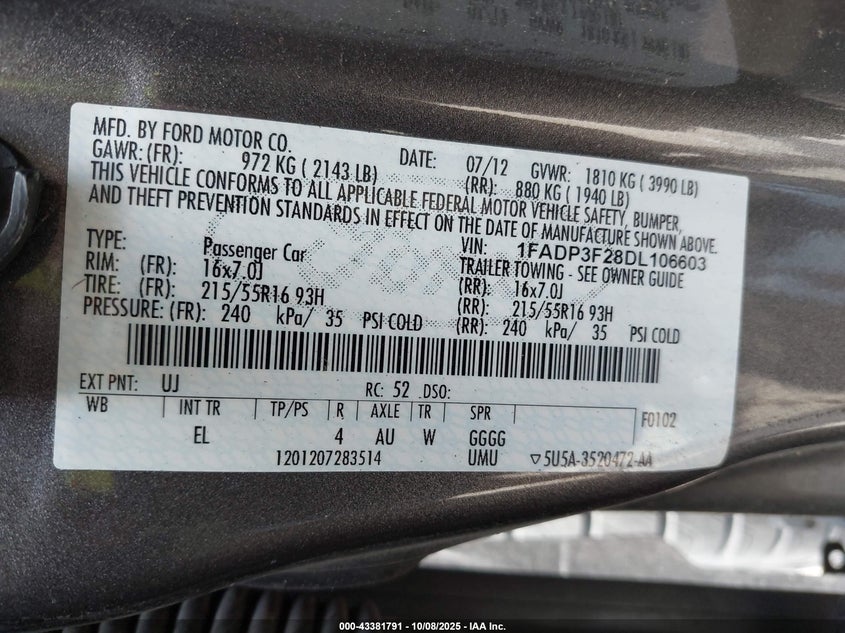 MFD. BY FORD MOTOR CO.
DATE: 07/12 GVWR: 1810 KG ( 3990 LB)
GAWR: (FR): 972 KG ( 2143 LB) (RR): 880 KG ( 1940 LB)
THIS VEHICLE CONFORMS TO ALL APPLICABLE FEDERAL MOTOR VEHICLE SAFETY, BUMPER,
AND THEFT PREVENTION STANDARDS IN EFFECT ON THE DATE OF MANUFACTURE SHOWN ABOVE.
VIN: 1FADP3F28DL106603
TYPE: Passenger Car TRAILER TOWING - SEE OWNER GUIDE
RIM: (FR): 16x7.0J (RR): 16x7.0J
TIRE: (FR): 215/55R16 93H (RR): 215/55R16 93H
PRESSURE: (FR): 240 kPa/ 35 PSI COLD (RR): 240 kPa/ 35 PSI COLD
EXT PNT: UJ RC: 52 DSO:
WB INT TR TP/PS R AXLE TR SPR F0102
EL 4 AU W GGGG
1201207283514 UMU ▽5U5A-3520472-AA
000-43381791 - 10/08/2025 - IAA Inc.